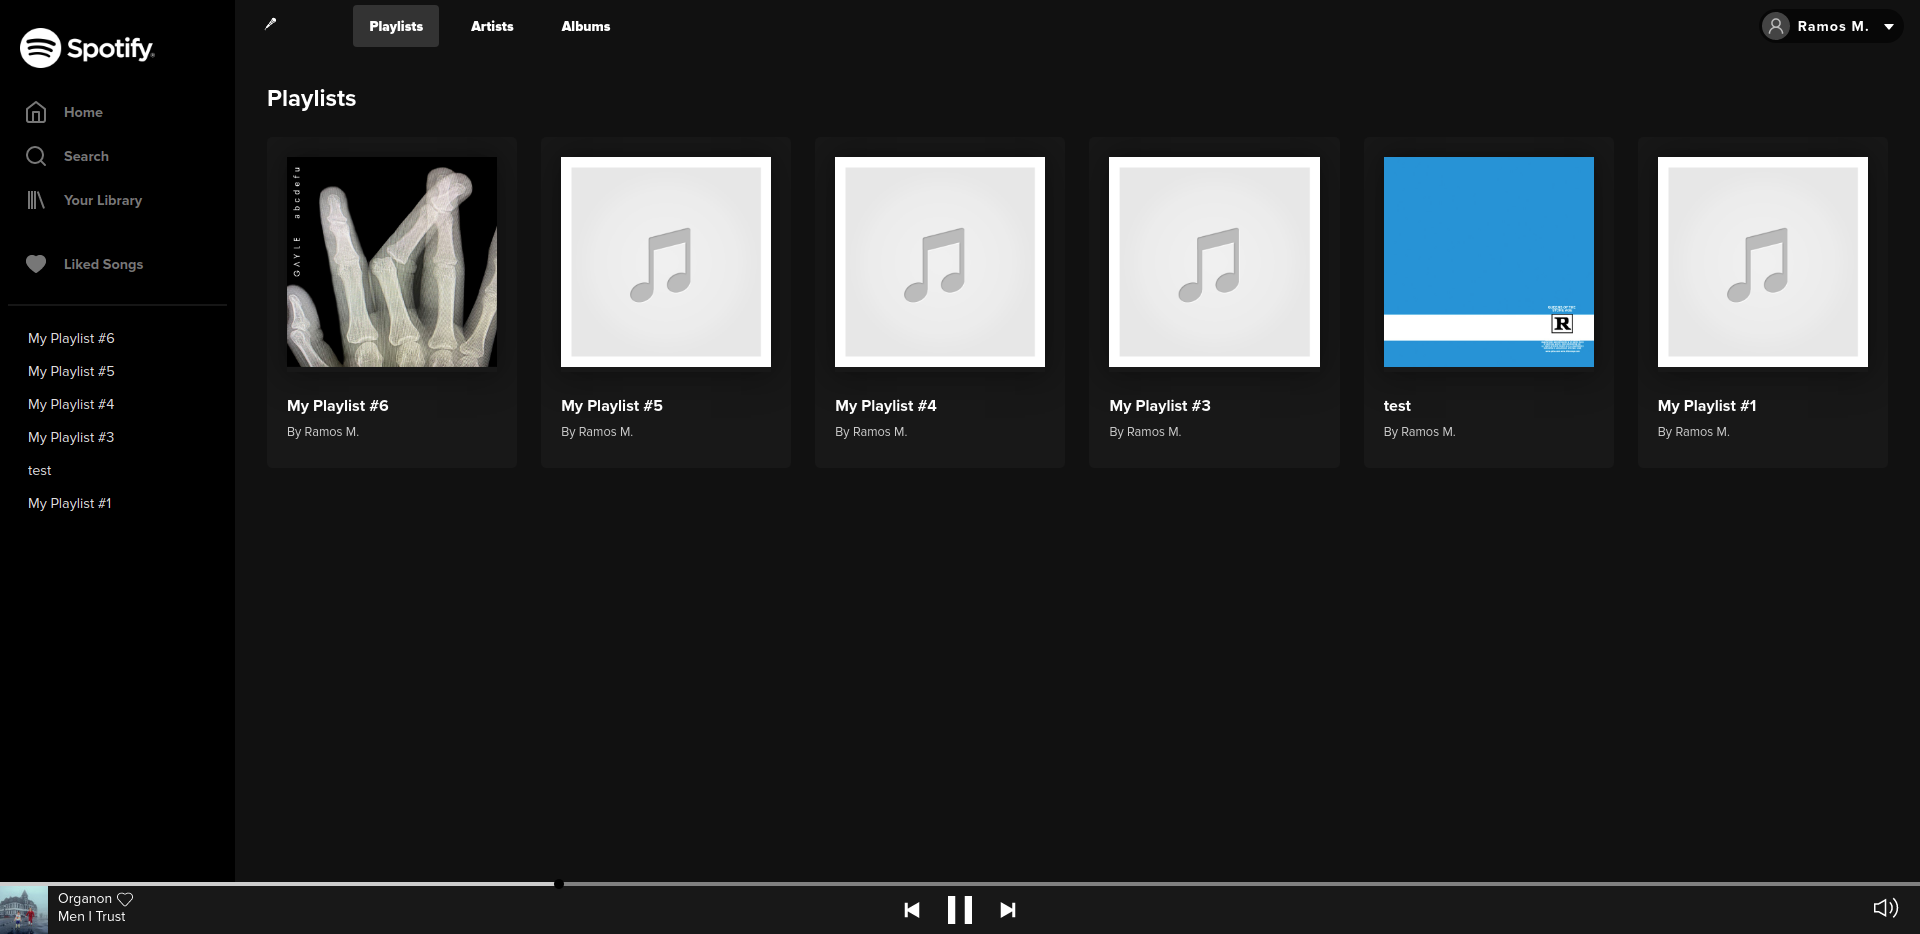 Spotify
Home
Search
Your Library
Liked Songs
My Playlist #6
My Playlist #5
My Playlist #4
My Playlist #3
test
My Playlist #1
Playlists
Artists
Albums
Ramos M.
Playlists
GAYLE abcdefu
R
My Playlist #6
By Ramos M.
My Playlist #5
By Ramos M.
My Playlist #4
By Ramos M.
My Playlist #3
By Ramos M.
test
By Ramos M.
My Playlist #1
By Ramos M.
Organon
Men I Trust